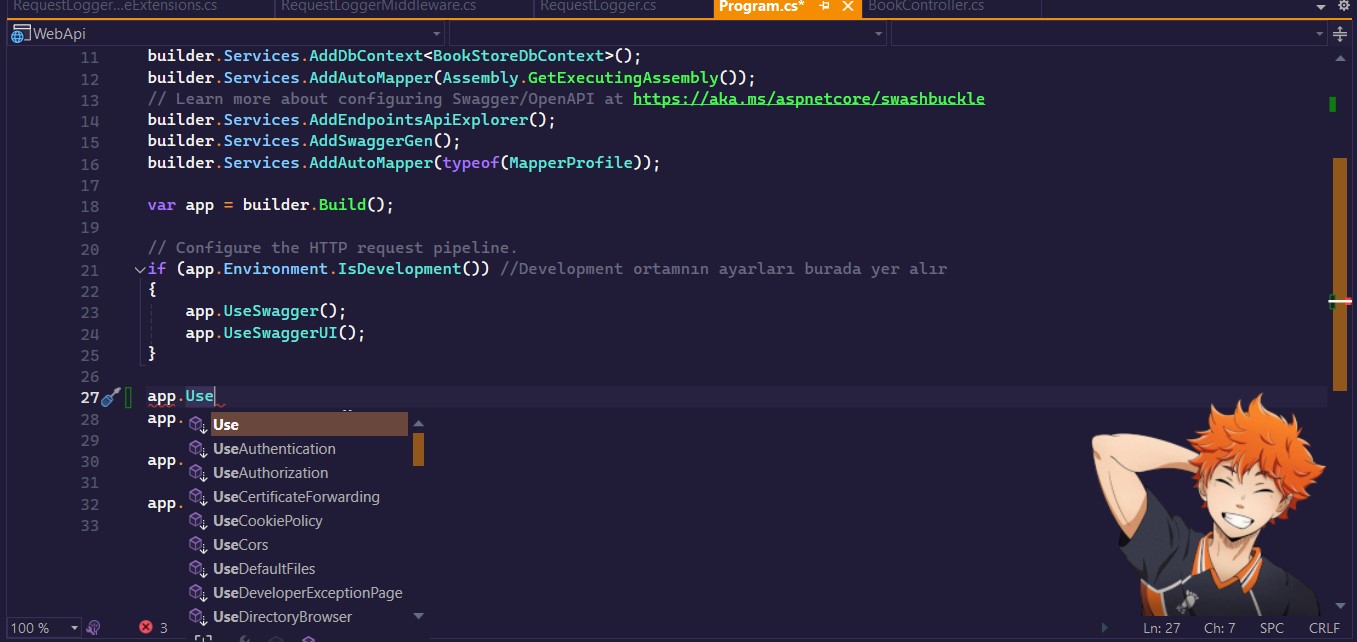 RequestLogger...eExtensions.cs RequestLoggerMiddleware.cs RequestLogger.cs Program.cs* BookController.cs
WebApi
11 builder.Services.AddDbContext<BookStoreDbContext>();
12 builder.Services.AddAutoMapper(Assembly.GetExecutingAssembly());
13 // Learn more about configuring Swagger/OpenAPI at https://aka.ms/aspnetcore/swashbuckle
14 builder.Services.AddEndpointsApiExplorer();
15 builder.Services.AddSwaggerGen();
16 builder.Services.AddAutoMapper(typeof(MapperProfile));
17
18 var app = builder.Build();
19
20 // Configure the HTTP request pipeline.
21 if (app.Environment.IsDevelopment()) //Development ortamnın ayarları burada yer alır
22 {
23 app.UseSwagger();
24 app.UseSwaggerUI();
25 }
26
27 app.Use
28 app.
29
30 app.
31
32 app.
33
Use
UseAuthentication
UseAuthorization
UseCertificateForwarding
UseCookiePolicy
UseCors
UseDefaultFiles
UseDeveloperExceptionPage
UseDirectoryBrowser
100 % 3 Ln: 27 Ch: 7 SPC CRLF